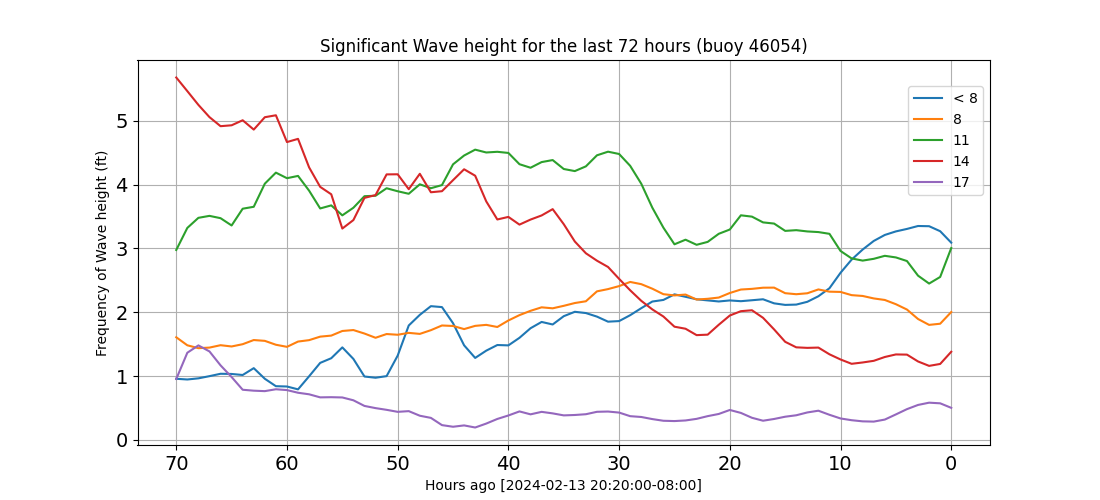 Significant Wave height for the last 72 hours (buoy 46054)
Frequency of Wave height (ft)
5
4
3
2
1
0
< 8
8
11
14
17
70 60 50 40 30 20 10 0
Hours ago [2024-02-13 20:20:00-08:00]